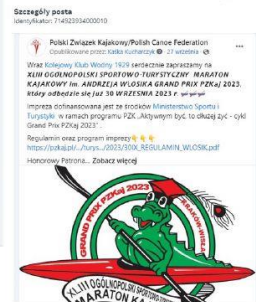 Szczegóły posta
Identyfikator: 714923934000010
Polski Związek Kajakowy/Polish Canoe Federation
Opublikowane przez: Katka Kucharczyk · 27 września ·
Wraz Kolejowy Klub Wodny 1929 serdecznie zapraszamy na
XLIII OGÓLNOPOLSKI SPORTOWO-TURYSTYCZNY MARATON
KAJAKOWY im. ANDRZEJA WŁOSIKA GRAND PRIX PZKaj 2023,
który odbędzie się już 30 WRZEŚNIA 2023 r.
Impreza dofinansowana jest ze środków Ministerstwo Sportu i
Turystyki w ramach programu PZK „Aktywnym być, to dłużej żyć - cykl
Grand Prix PZKaj 2023".
Regulamin oraz program imprezy
https://pzkaj.pl/.../turys.../2023/30IX_REGULAMIN_WLOSIK.pdf
Honorowy Patrona... Zobacz więcej
GRAND PRIX PZKaj 2023
KRAKÓW-WISŁA
XLIII OGÓLNOPOLSKI SPORTOWO-
MARATON